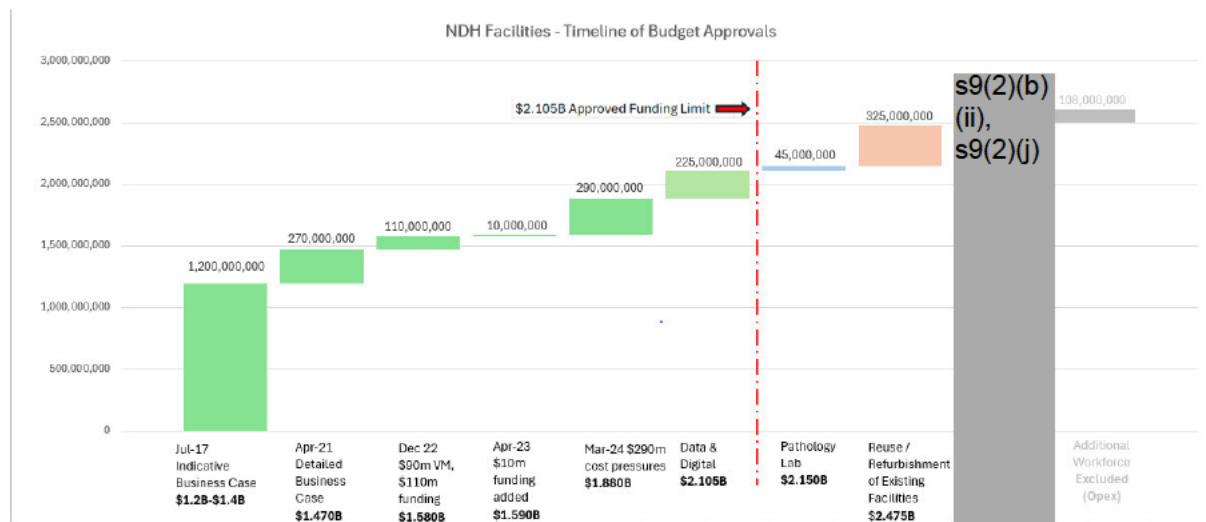 NDH Facilities - Timeline of Budget Approvals
3,000,000,000
2,500,000,000
2,000,000,000
1,500,000,000
1,000,000,000
500,000,000
0
$2.105B Approved Funding Limit
1,200,000,000
270,000,000
110,000,000
10,000,000
290,000,000
225,000,000
45,000,000
325,000,000
s9(2)(b)
(ii),
s9(2)(j)
108,000,000
Jul-17
Indicative
Business Case
$1.2B-$1.4B
Apr-21
Detailed
Business
Case
$1.470B
Dec 22
$90m VM,
$110m
funding
$1.580B
Apr-23
$10m
funding
added
$1.590B
Mar-24 $290m
cost pressures
$1.880B
Data &
Digital
$2.105B
Pathology
Lab
$2.150B
Reuse /
Refurbishment
of Existing
Facilities
$2.475B
Additional
Workforce
Excluded
(Opex)